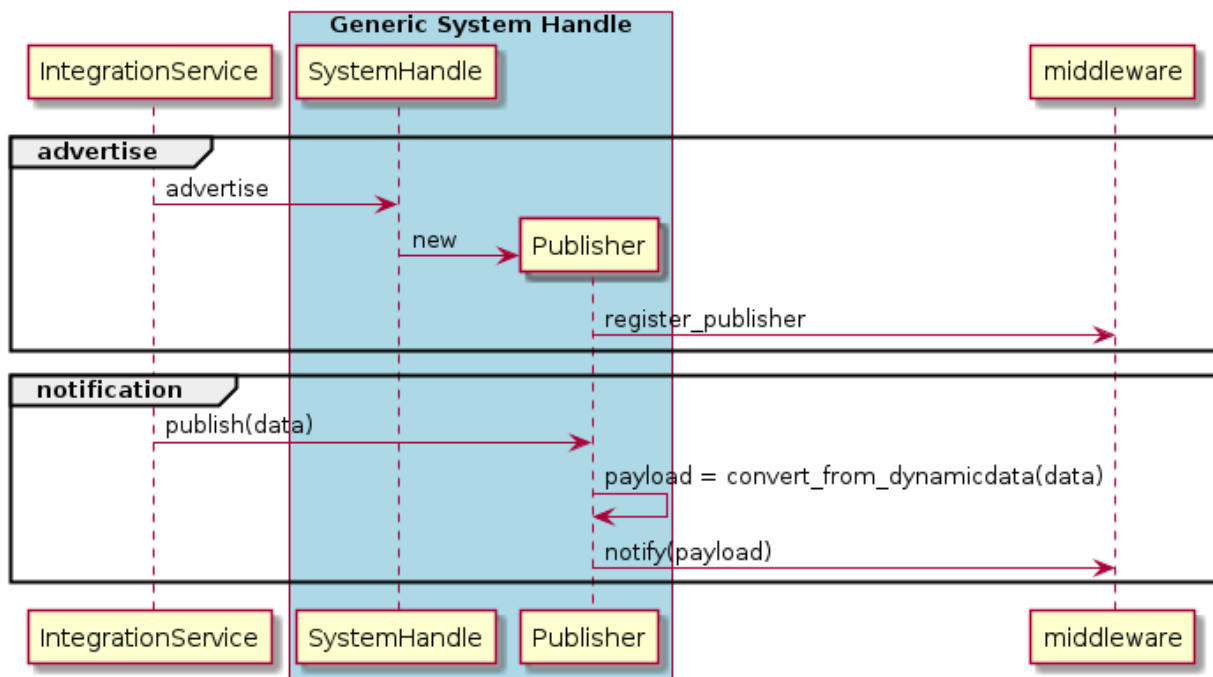 Generic System Handle
IntegrationService
SystemHandle
middleware
advertise
advertise
new
Publisher
register_publisher
notification
publish(data)
payload = convert_from_dynamicdata(data)
notify(payload)
IntegrationService
SystemHandle
Publisher
middleware